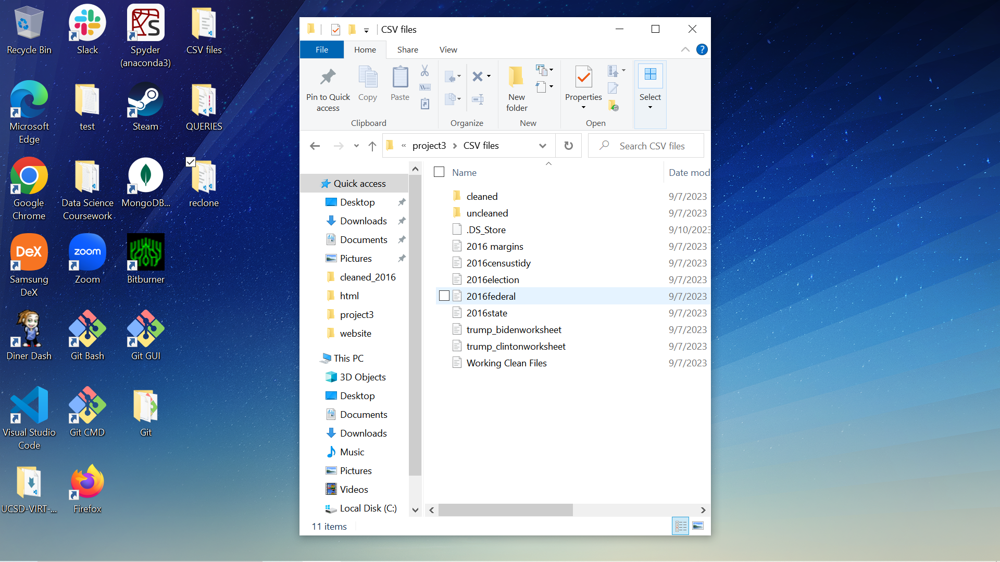 Recycle Bin
Slack
Spyder
(anaconda3)
CSV files
Microsoft
Edge
test
Steam
QUERIES
Google
Chrome
Data Science
Coursework
MongoDB...
reclone
DeX
Samsung
DeX
zoom
Zoom
Bitburner
Diner Dash
Git Bash
Git GUI
Visual Studio
Code
Git CMD
Git
UCSD-VIRT-...
Firefox
CSV files
File
Home
Share
View
?
Pin to Quick
access
Copy
Paste
Clipboard
Organize
New
folder
New
Properties
Open
Select
« project3 > CSV files
Search CSV files
Quick access
Desktop
Downloads
Documents
Pictures
cleaned_2016
html
project3
website
This PC
3D Objects
Desktop
Documents
Downloads
Music
Pictures
Videos
Local Disk (C:)
Name
Date mod
cleaned 9/7/2023
uncleaned 9/7/2023
.DS_Store 9/10/2023
2016 margins 9/7/2023
2016censustidy 9/7/2023
2016election 9/7/2023
2016federal 9/7/2023
2016state 9/7/2023
trump_bidenworksheet 9/7/2023
trump_clintonworksheet 9/7/2023
Working Clean Files 9/7/2023
11 items